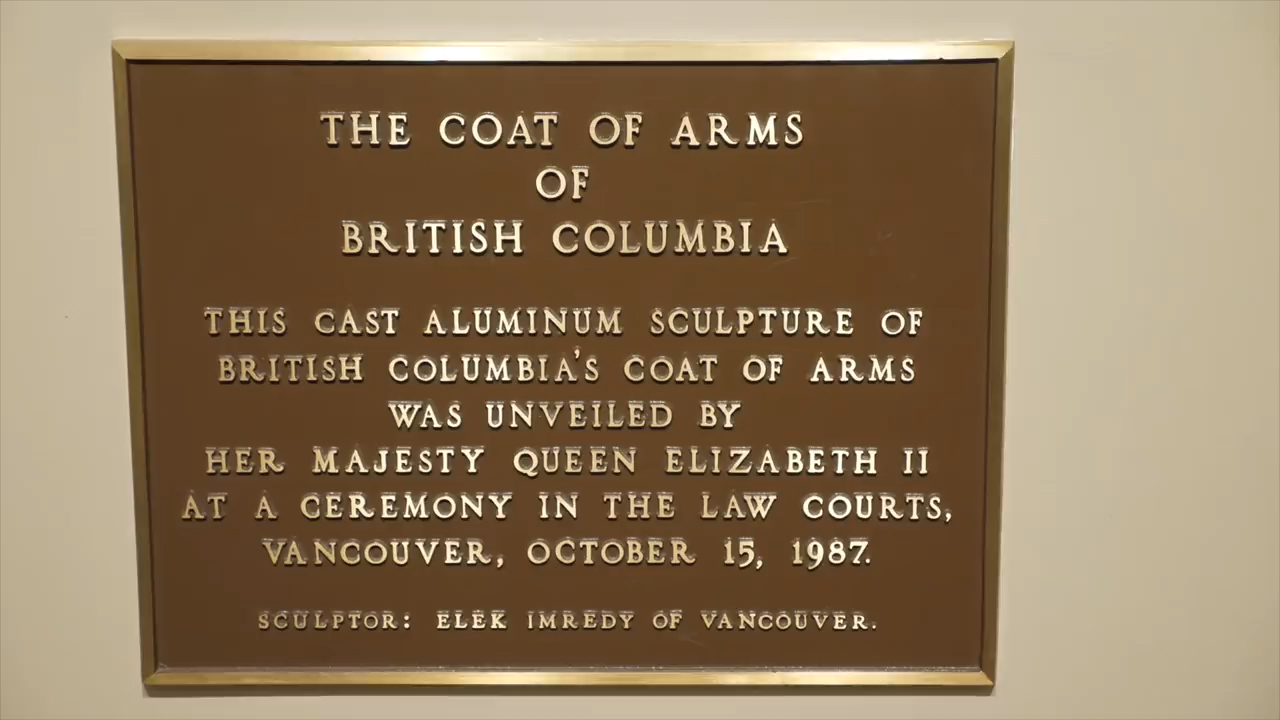 THE COAT OF ARMS
OF
BRITISH COLUMBIA
THIS CAST ALUMINUM SCULPTURE OF
BRITISH COLUMBIA'S COAT OF ARMS
WAS UNVEILED BY
HER MAJESTY QUEEN ELIZABETH II
AT A CEREMONY IN THE LAW COURTS,
VANCOUVER, OCTOBER 15, 1987.
SCULPTOR: ELEK IMREDY OF VANCOUVER.